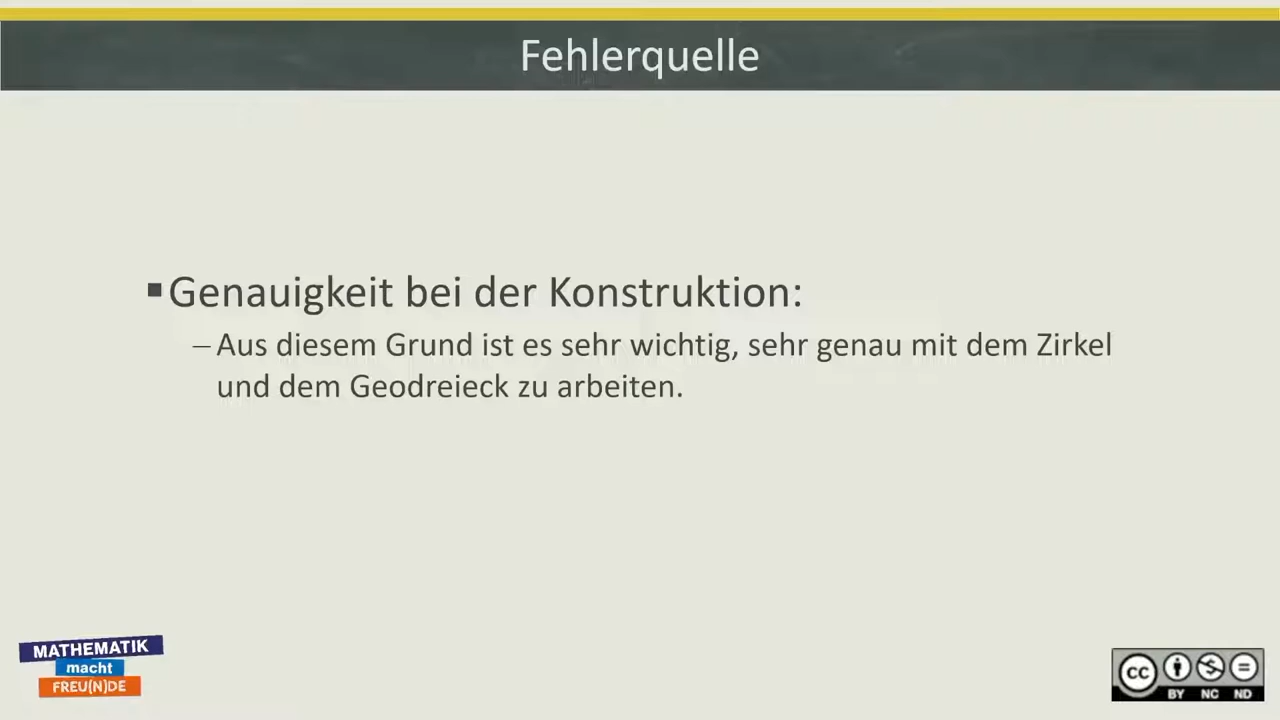 Fehlerquelle
▪Genauigkeit bei der Konstruktion:
–Aus diesem Grund ist es sehr wichtig, sehr genau mit dem Zirkel
und dem Geodreieck zu arbeiten.
MATHEMATIK
macht
FREU(N)DE
cc
BY NC ND